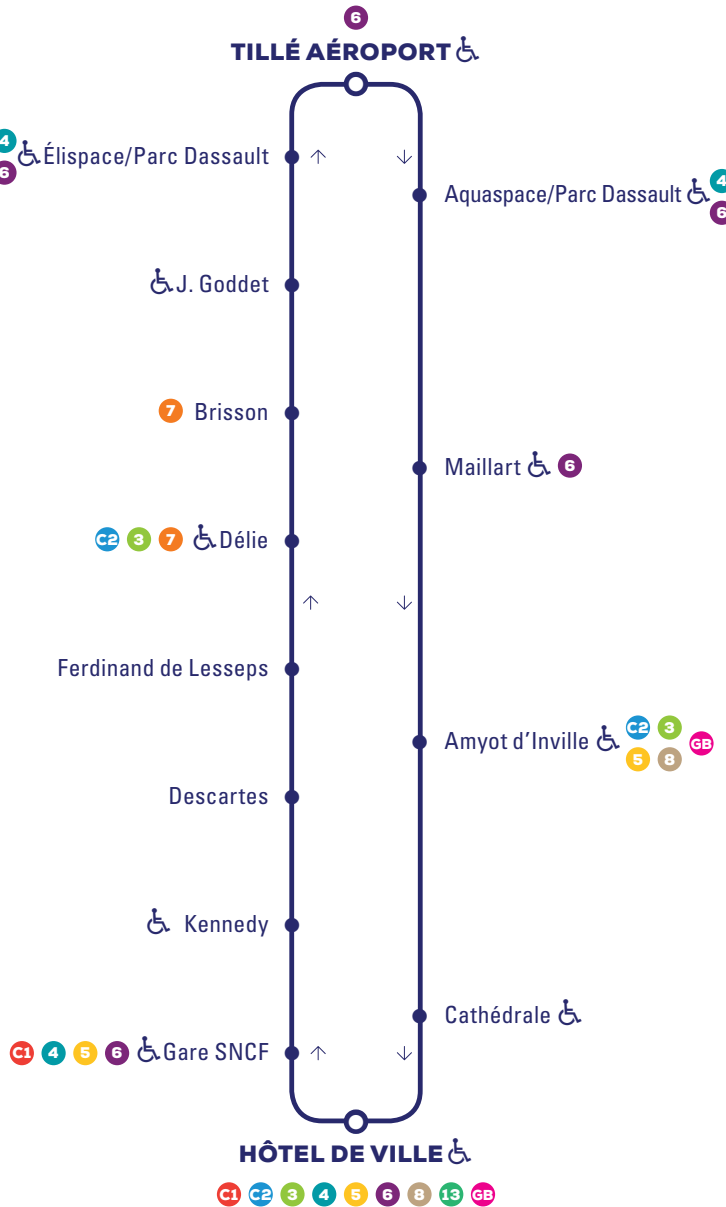 6
TILLÉ AÉROPORT
4
6
Élispace/Parc Dassault
Aquaspace/Parc Dassault
4
6
J. Goddet
7 Brisson
Maillart 6
C2 3 7 Délie
Ferdinand de Lesseps
Amyot d'Inville
C2 3
GB
5 8
Descartes
Kennedy
Cathédrale
C1 4 5 6 Gare SNCF
HÔTEL DE VILLE
C1 C2 3 4 5 6 8 13 GB